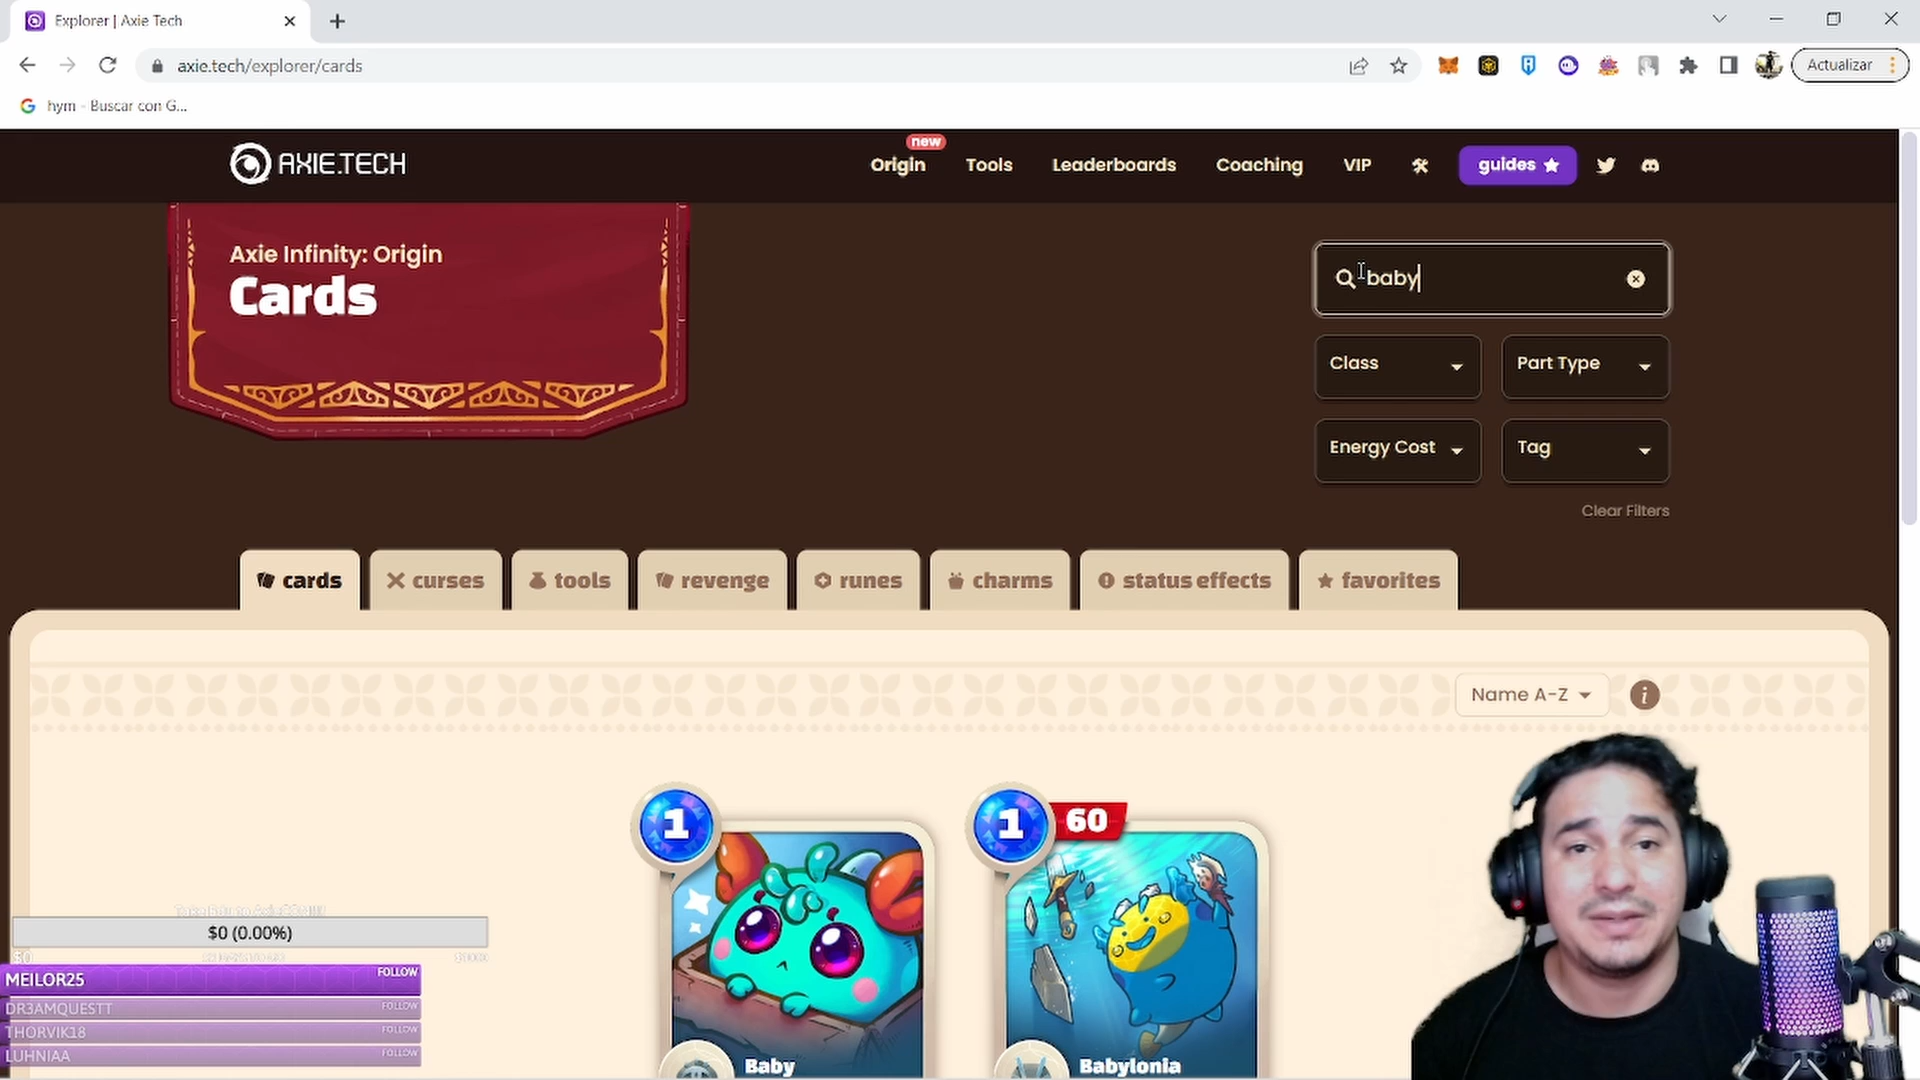 Explorer | Axie Tech
axie.tech/explorer/cards
Actualizar
hym - Buscar con G...
AXIE.TECH
new
Origin
Tools
Leaderboards
Coaching
VIP
guides
Axie Infinity: Origin
Cards
baby
Class
Part Type
Energy Cost
Tag
Clear Filters
cards
curses
tools
revenge
runes
charms
status effects
favorites
Name A-Z
1
1
60
Baby
Babylonia
$0 (0.00%)
$0
MEILOR25 FOLLOW
DR3AMQUESTT FOLLOW
THORVIK18 FOLLOW
LUHNIAA FOLLOW